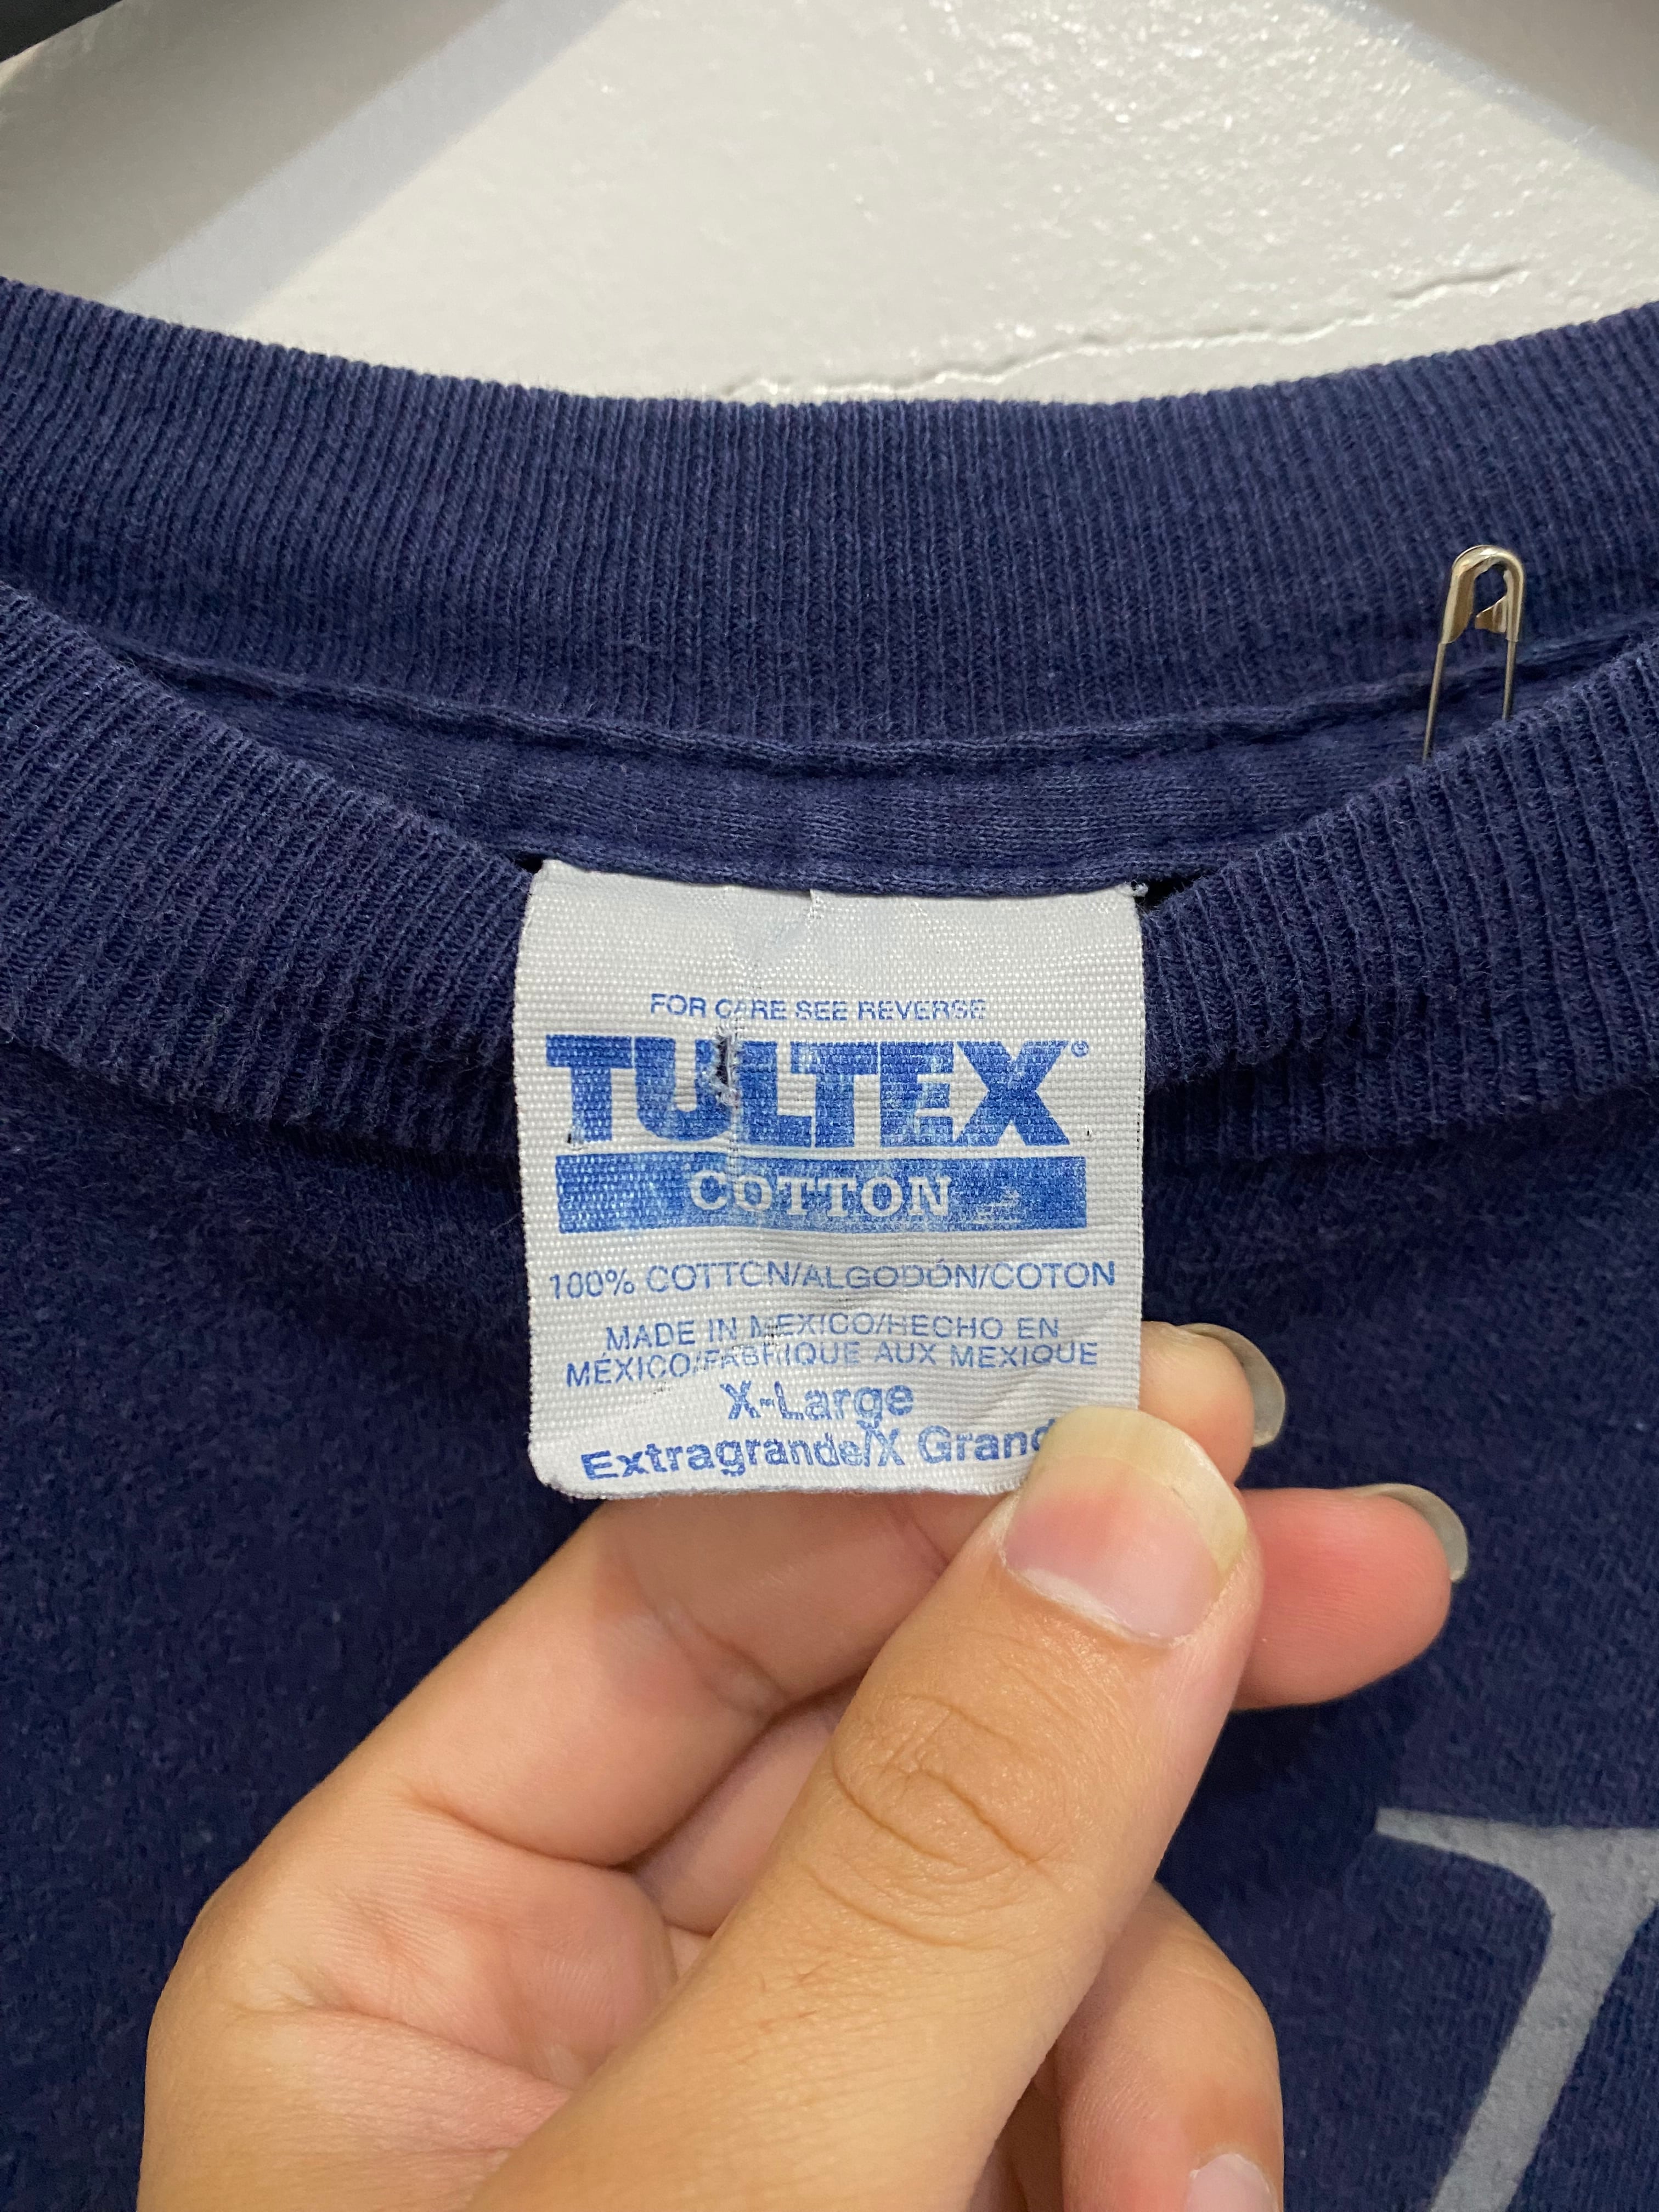 FOR CARE SEE REVERSE
TULTEX®
COTTON
100% COTTON/ALGODÓN/COTON
MADE IN MEXICO/HECHO EN
MÉXICO/FABRIQUE AUX MEXIQUE
X-Large
Extragrande/X Grand